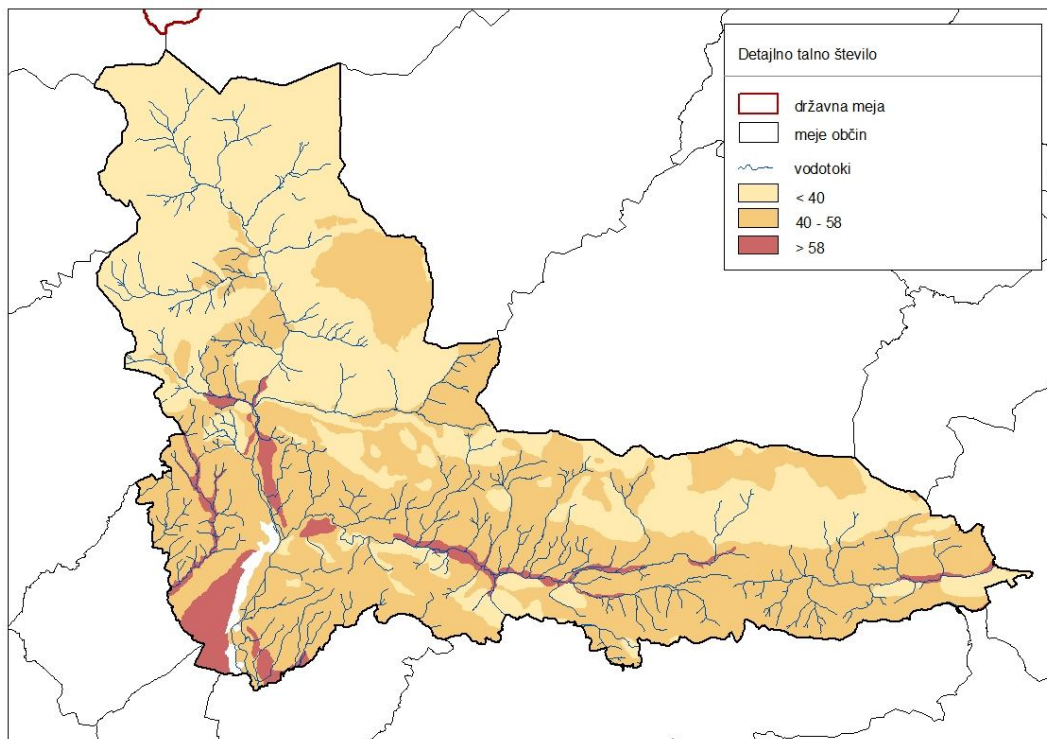 Detajlno talno število
državna meja
meje občin
vodotoki
< 40
40 - 58
> 58